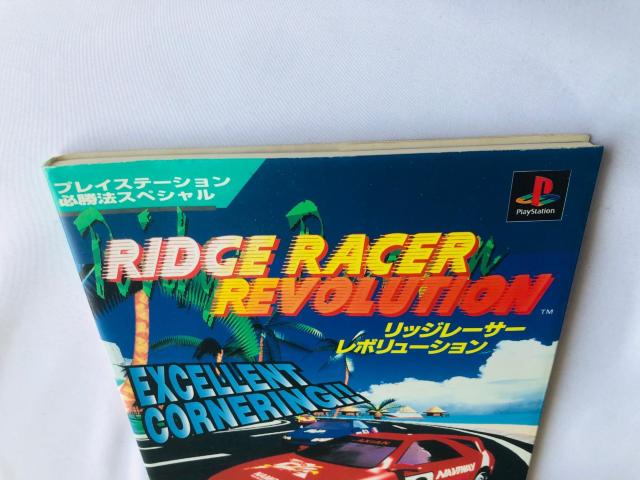 プレイステーション
必勝法スペシャル
PlayStation
RIDGE RACER
REVOLUTION
TM
リッジレーサー
レボリューション
EXCELLENT
CORNERING!!
NAVIWAY